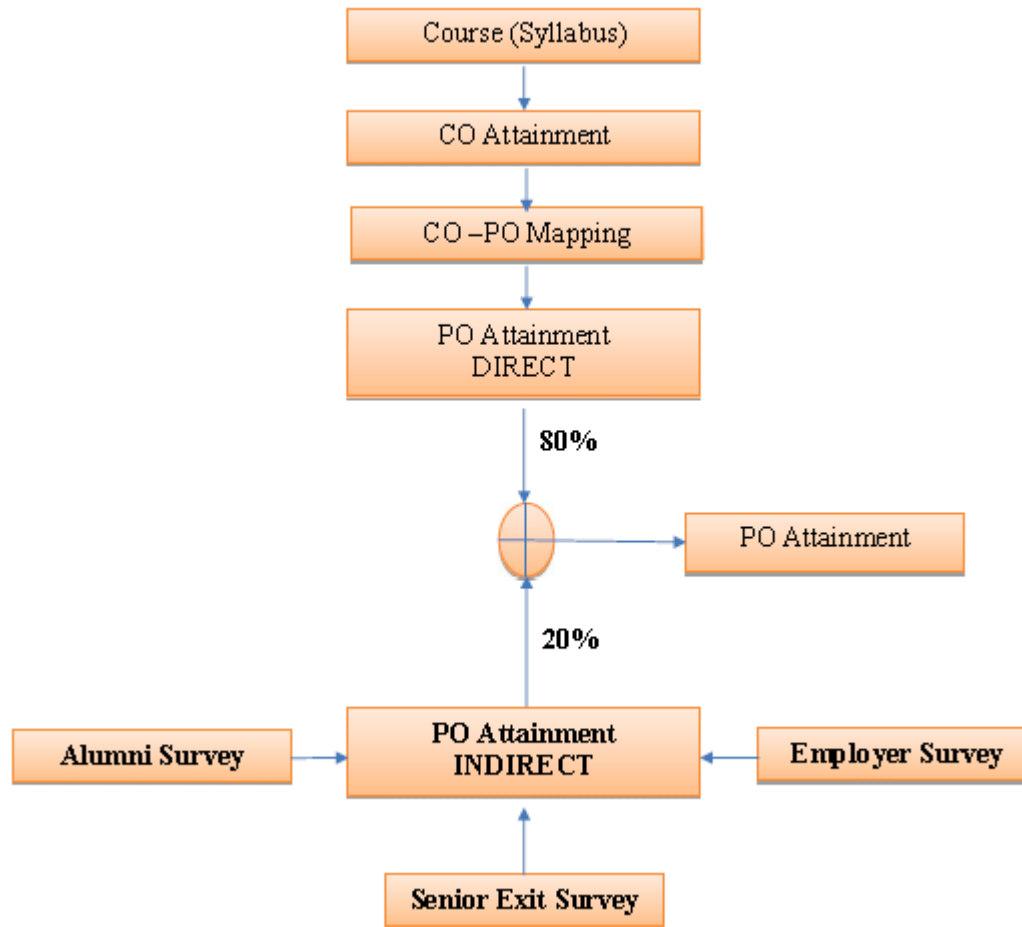 Course (Syllabus)
CO Attainment
CO –PO Mapping
PO Attainment
DIRECT
80%
PO Attainment
20%
PO Attainment
INDIRECT
Alumni Survey
Employer Survey
Senior Exit Survey